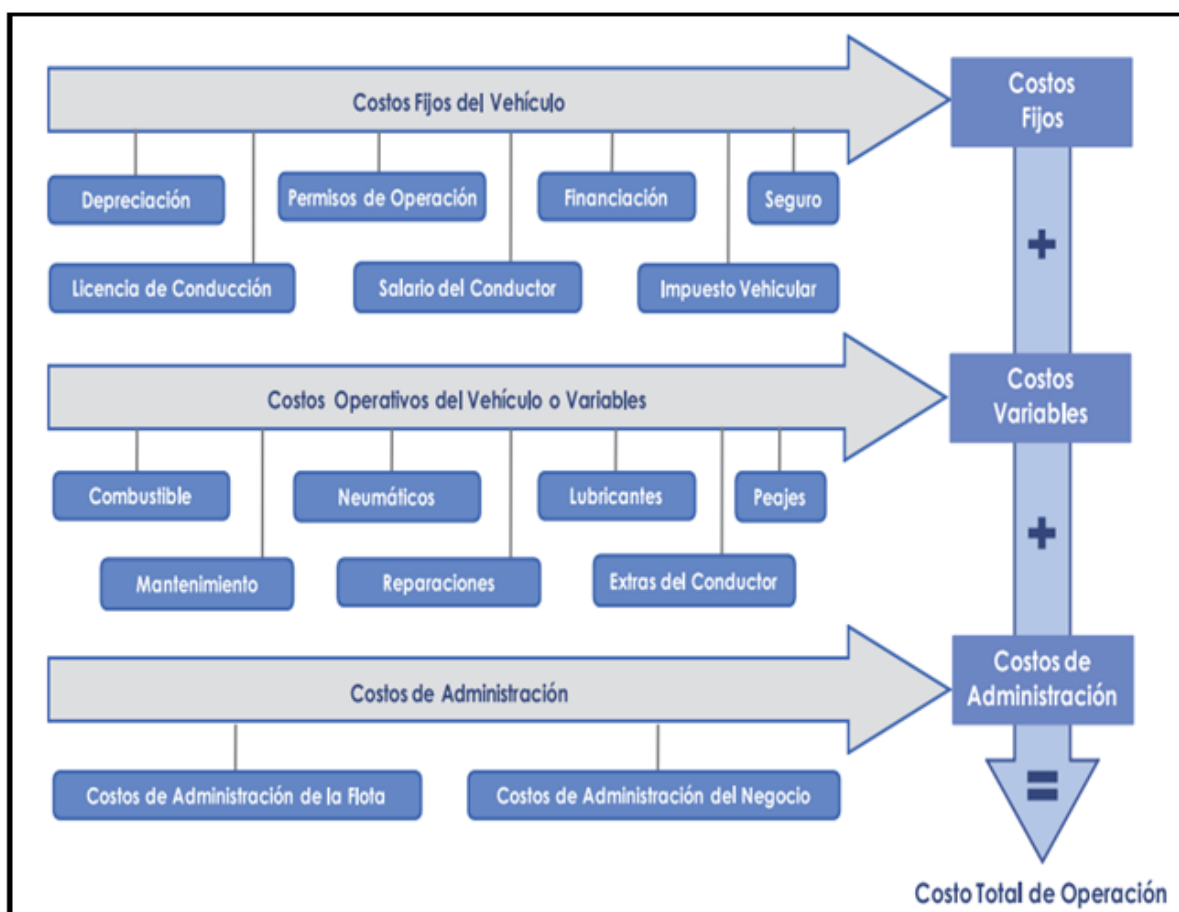 Costos Fijos del Vehículo
Costos
Fijos
Depreciación
Permisos de Operación
Financiación
Seguro
Licencia de Conducción
Salario del Conductor
Impuesto Vehicular
+
Costos Operativos del Vehículo o Variables
Costos
Variables
Combustible
Neumáticos
Lubricantes
Peajes
Mantenimiento
Reparaciones
Extras del Conductor
+
Costos de Administración
Costos de
Administración
Costos de Administración de la Flota
Costos de Administración del Negocio
=
Costo Total de Operación